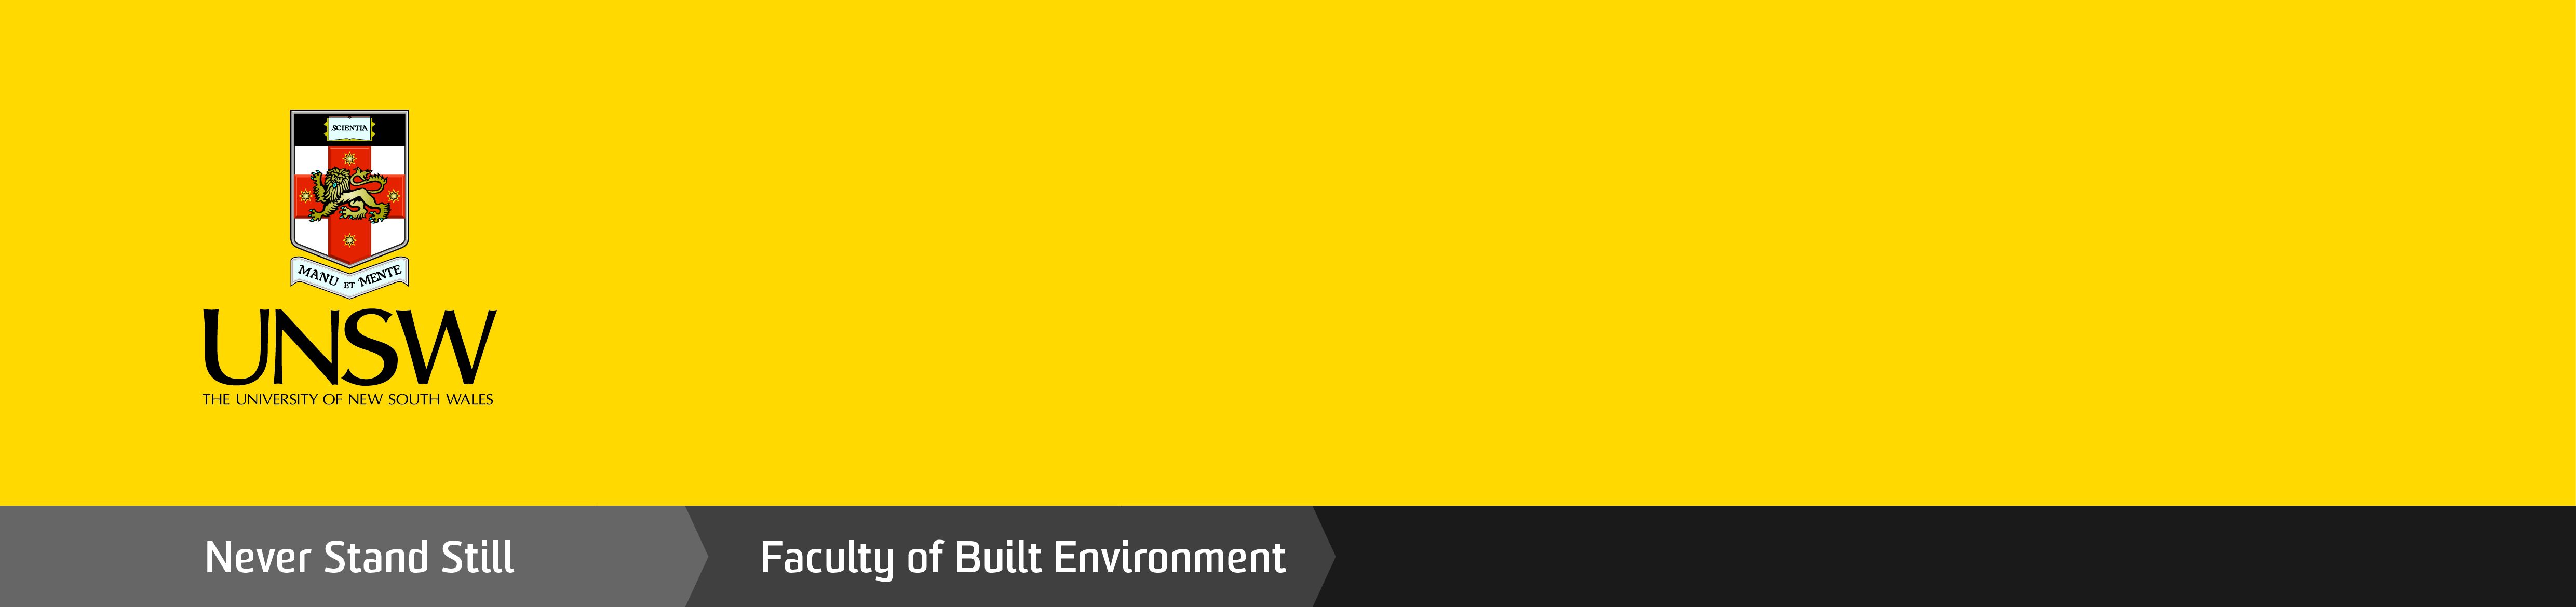 SCIENTIA
MANU ET MENTE
UNSW
THE UNIVERSITY OF NEW SOUTH WALES
Never Stand Still
Faculty of Built Environment